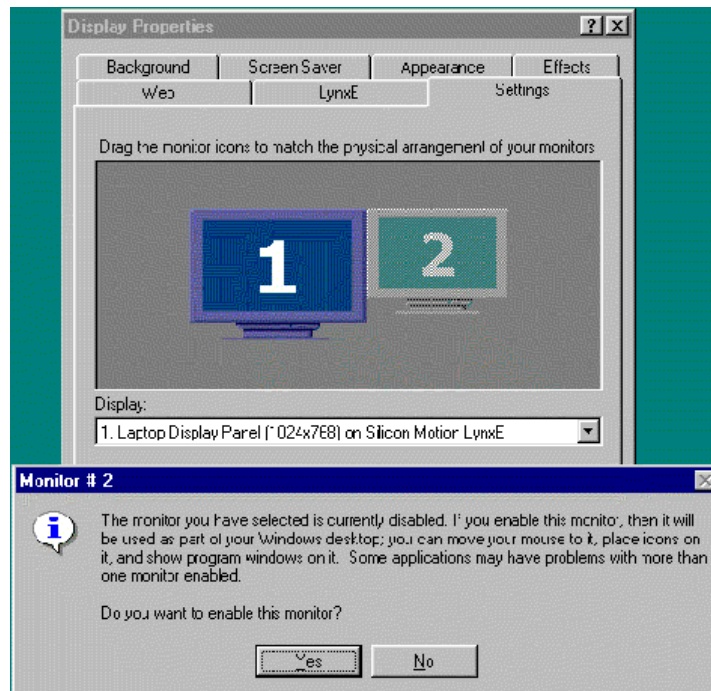 Display Properties
Background Screen Saver Appearance Effects
Web LynxE Settings
Drag the monitor icons to match the physical arrangement of your monitors
1 2
Display:
1. Laptop Display Panel (1024x768) on Silicon Motion LynxE
Monitor # 2
The monitor you have selected is currently disabled. If you enable this monitor, then it will
be used as part of your Windows desktop; you can move your mouse to it, place icons on
it, and show program windows on it. Some applications may have problems with more than
one monitor enabled.
Do you want to enable this monitor?
Yes No